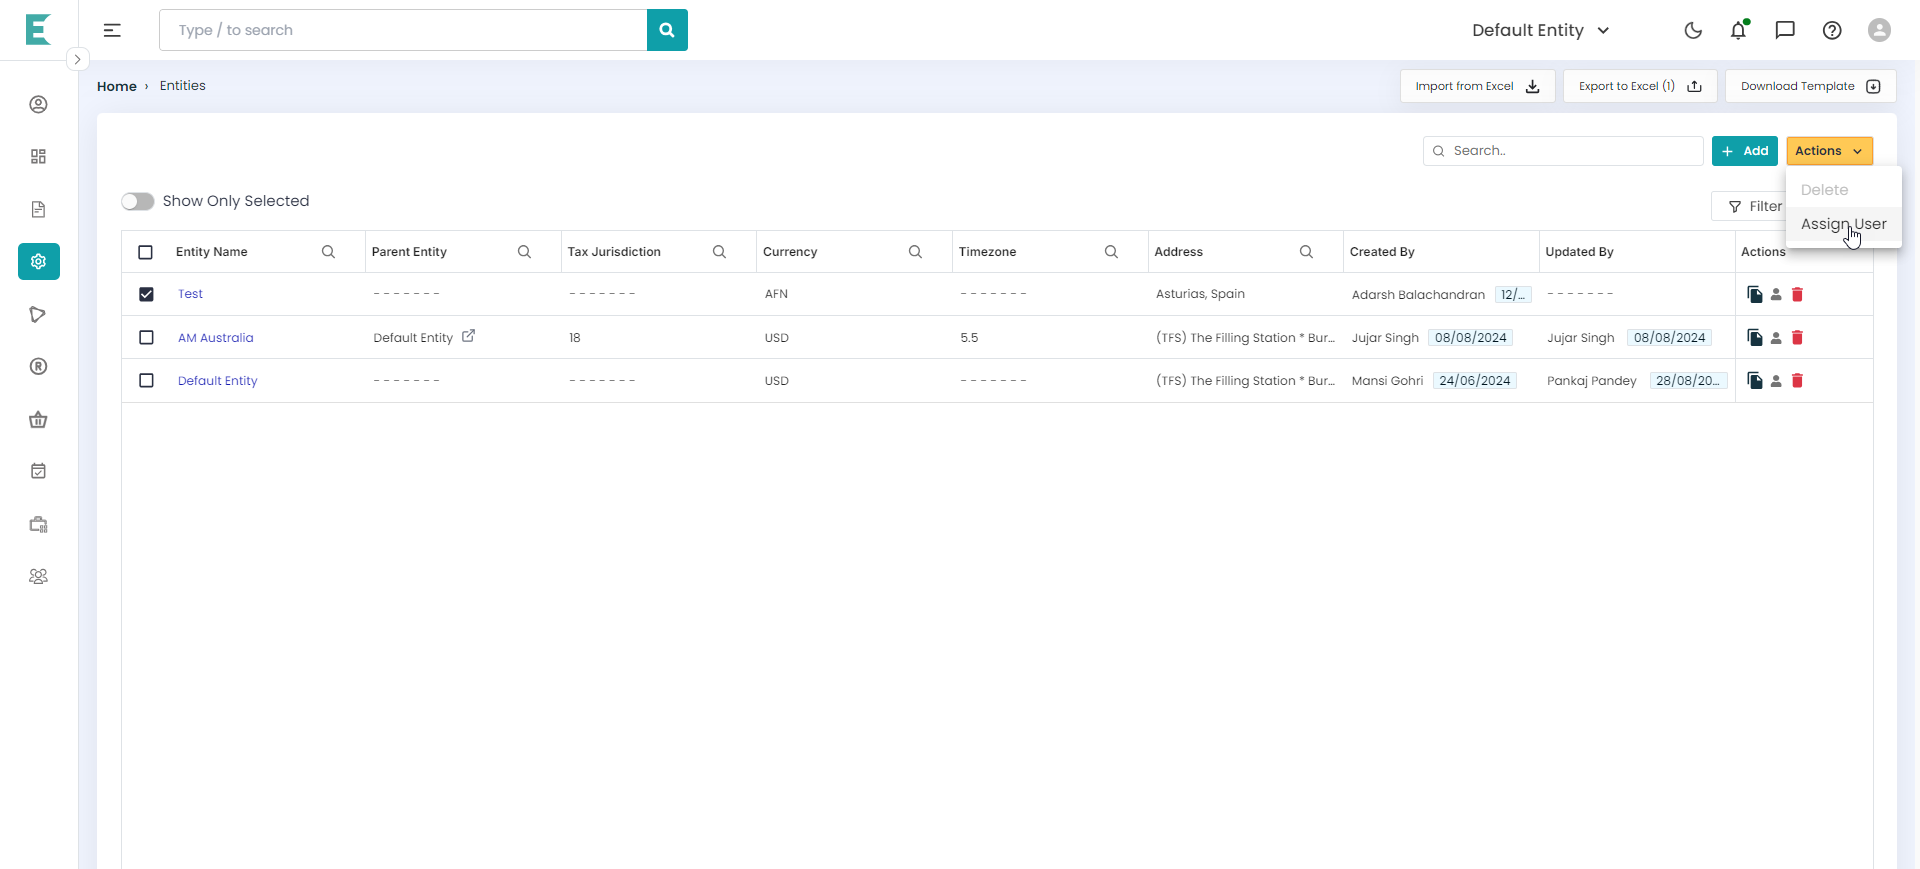 Type / to search
Default Entity
Home › Entities
Import from Excel
Export to Excel (1)
Download Template
Search..
+ Add
Actions
Delete
Assign User
Show Only Selected
Filter
Entity Name Parent Entity Tax Jurisdiction Currency Timezone Address Created By Updated By Actions
Test ------- ------- AFN ------- Asturias, Spain Adarsh Balachandran 12/... -------
AM Australia Default Entity 18 USD 5.5 (TFS) The Filling Station * Bur... Jujar Singh 08/08/2024 Jujar Singh 08/08/2024
Default Entity ------- ------- USD ------- (TFS) The Filling Station * Bur... Mansi Gohri 24/06/2024 Pankaj Pandey 28/08/20...